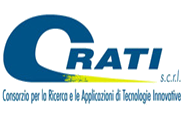 CRATI
s.c.r.l.
Consorzio per la Ricerca e le Applicazioni di Tecnologie Innovative